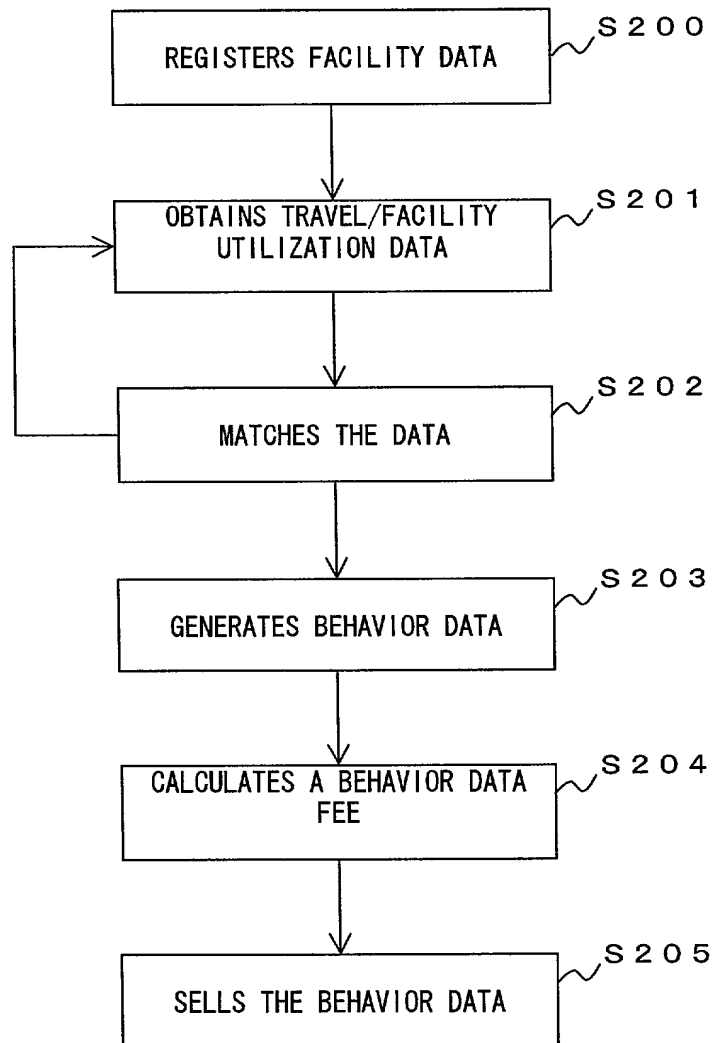 S200
REGISTERS FACILITY DATA
S201
OBTAINS TRAVEL/FACILITY
UTILIZATION DATA
S202
MATCHES THE DATA
S203
GENERATES BEHAVIOR DATA
S204
CALCULATES A BEHAVIOR DATA
FEE
S205
SELLS THE BEHAVIOR DATA